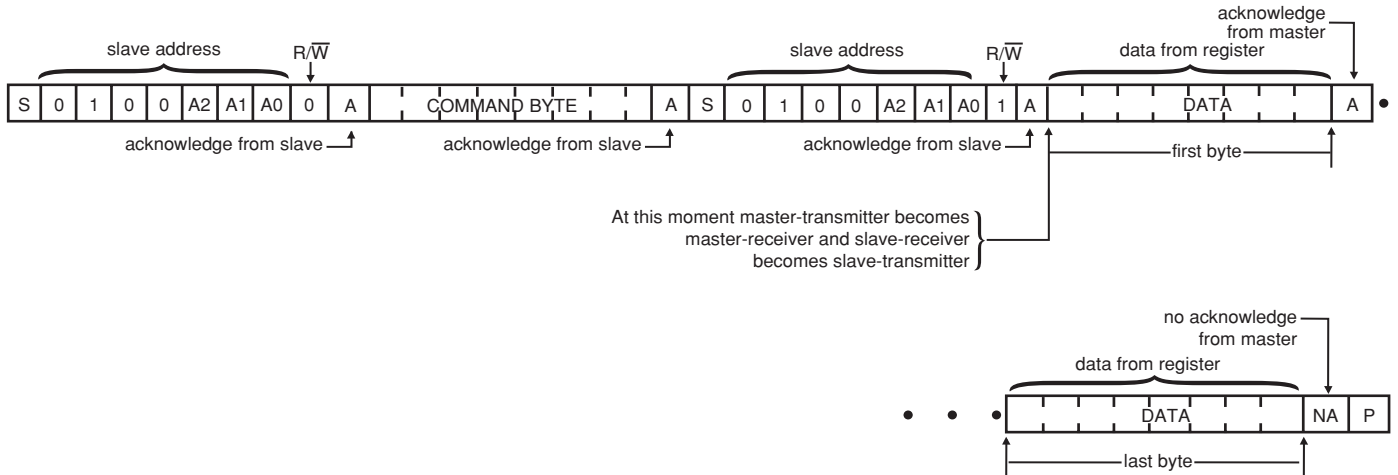 acknowledge
from master
slave address R/W̅ slave address R/W̅ data from register
S 0 1 0 0 A2 A1 A0 0 A COMMAND BYTE A S 0 1 0 0 A2 A1 A0 1 A DATA A
acknowledge from slave acknowledge from slave acknowledge from slave
first byte
At this moment master-transmitter becomes
master-receiver and slave-receiver
becomes slave-transmitter
no acknowledge
from master
data from register
DATA NA P
last byte